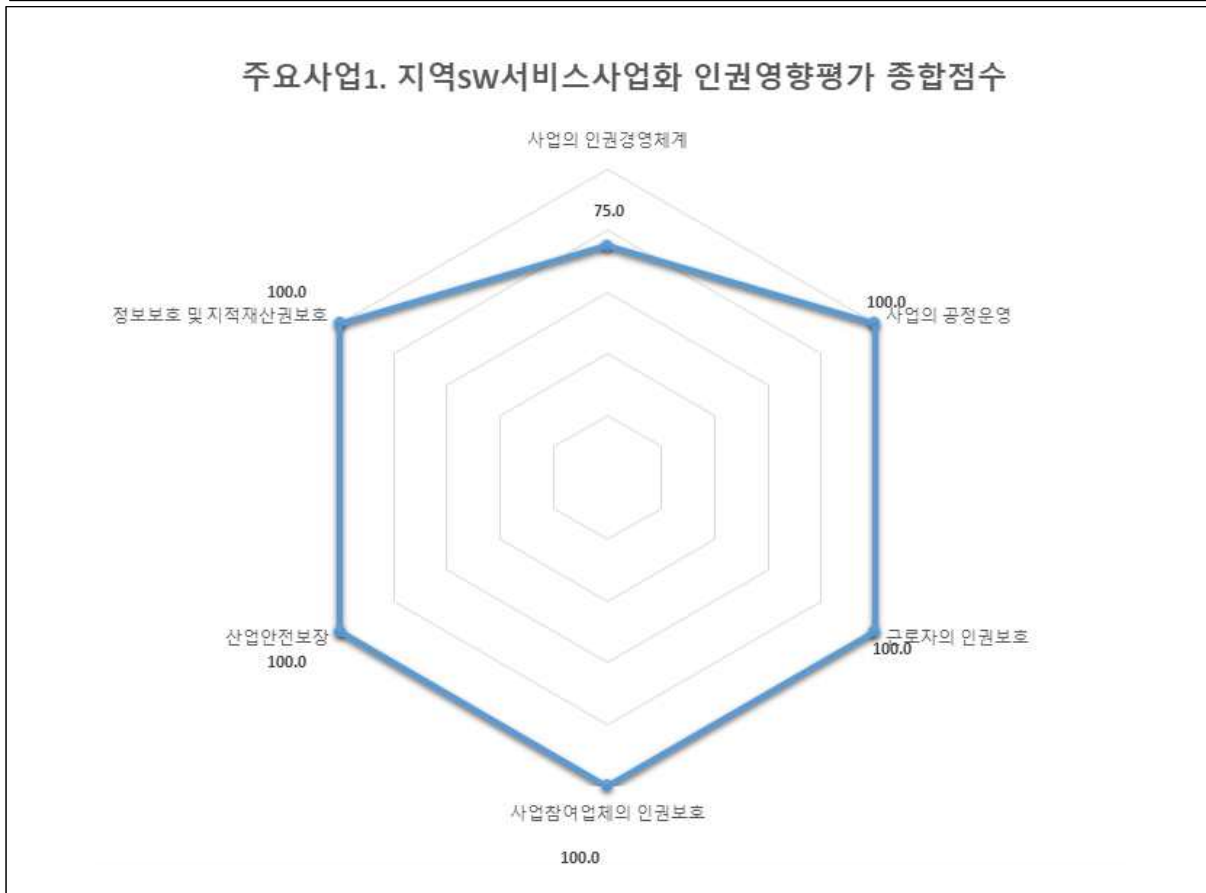 주요사업1. 지역SW서비스사업화 인권영향평가 종합점수
사업의 인권경영체계
75.0
100.0
정보보호 및 지적재산권보호
100.0
사업의 공정운영
산업안전보장
100.0
근로자의 인권보호
100.0
사업참여업체의 인권보호
100.0